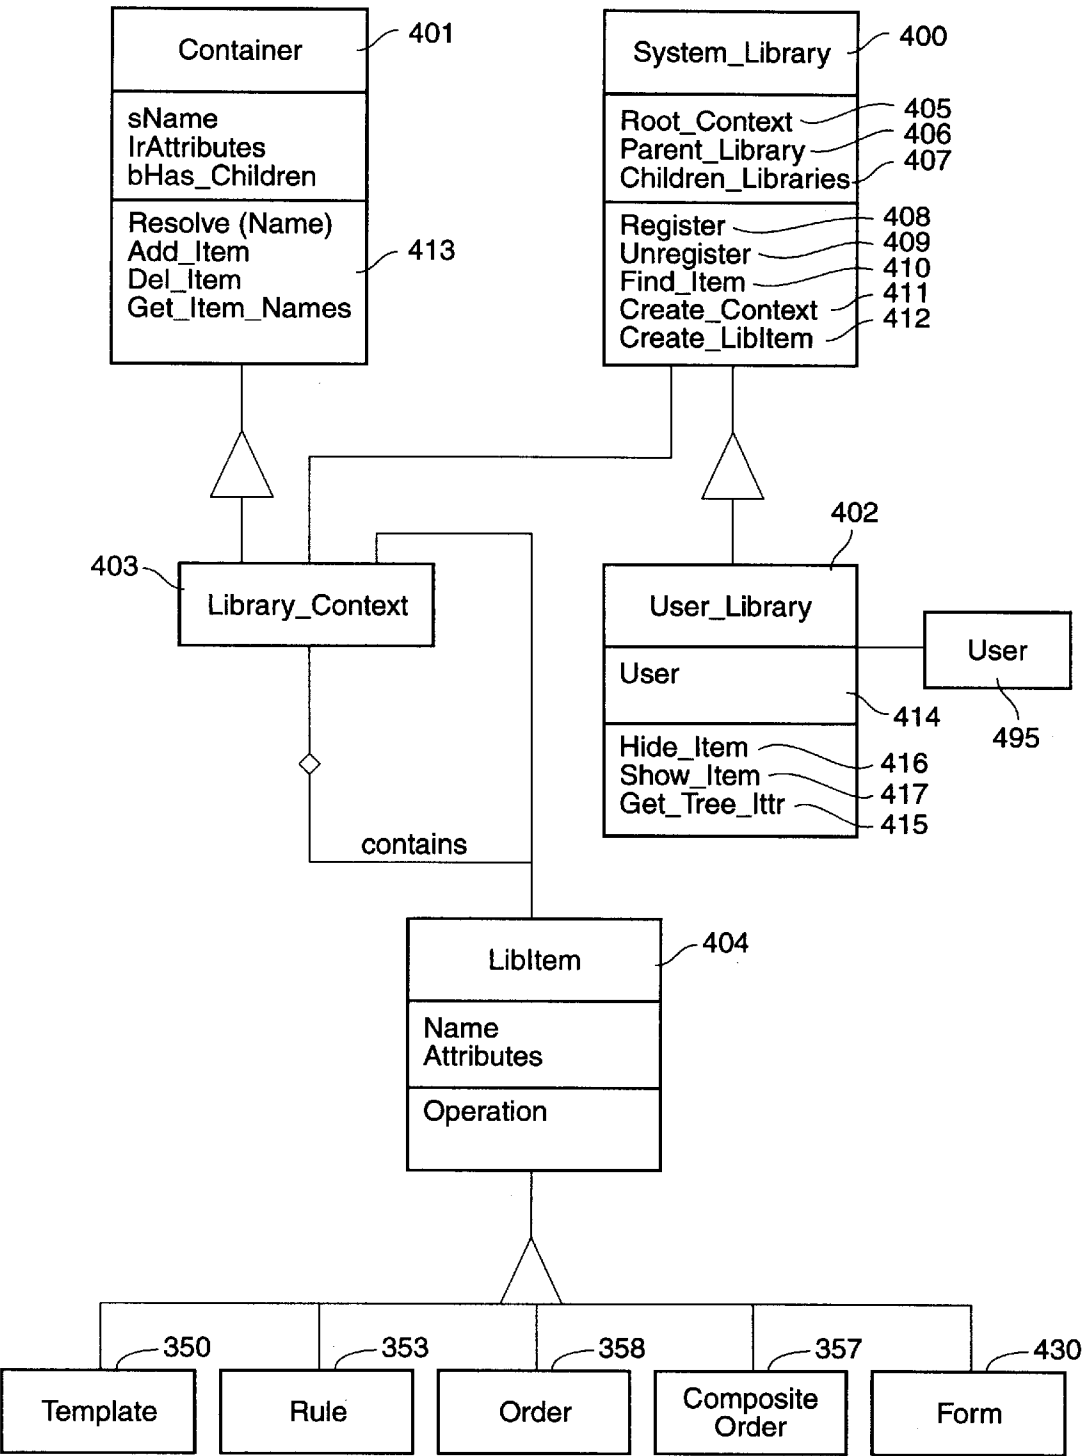 Container
401
sName
IrAttributes
bHas_Children
Resolve (Name)
Add_Item
Del_Item
Get_Item_Names
413
System_Library
400
Root_Context
405
Parent_Library
406
Children_Libraries
407
Register
408
Unregister
409
Find_Item
410
Create_Context
411
Create_LibItem
412
403
Library_Context
402
User_Library
User
414
Hide_Item
416
Show_Item
417
Get_Tree_Ittr
415
User
495
contains
LibItem
404
Name
Attributes
Operation
350
Template
353
Rule
358
Order
357
Composite
Order
430
Form